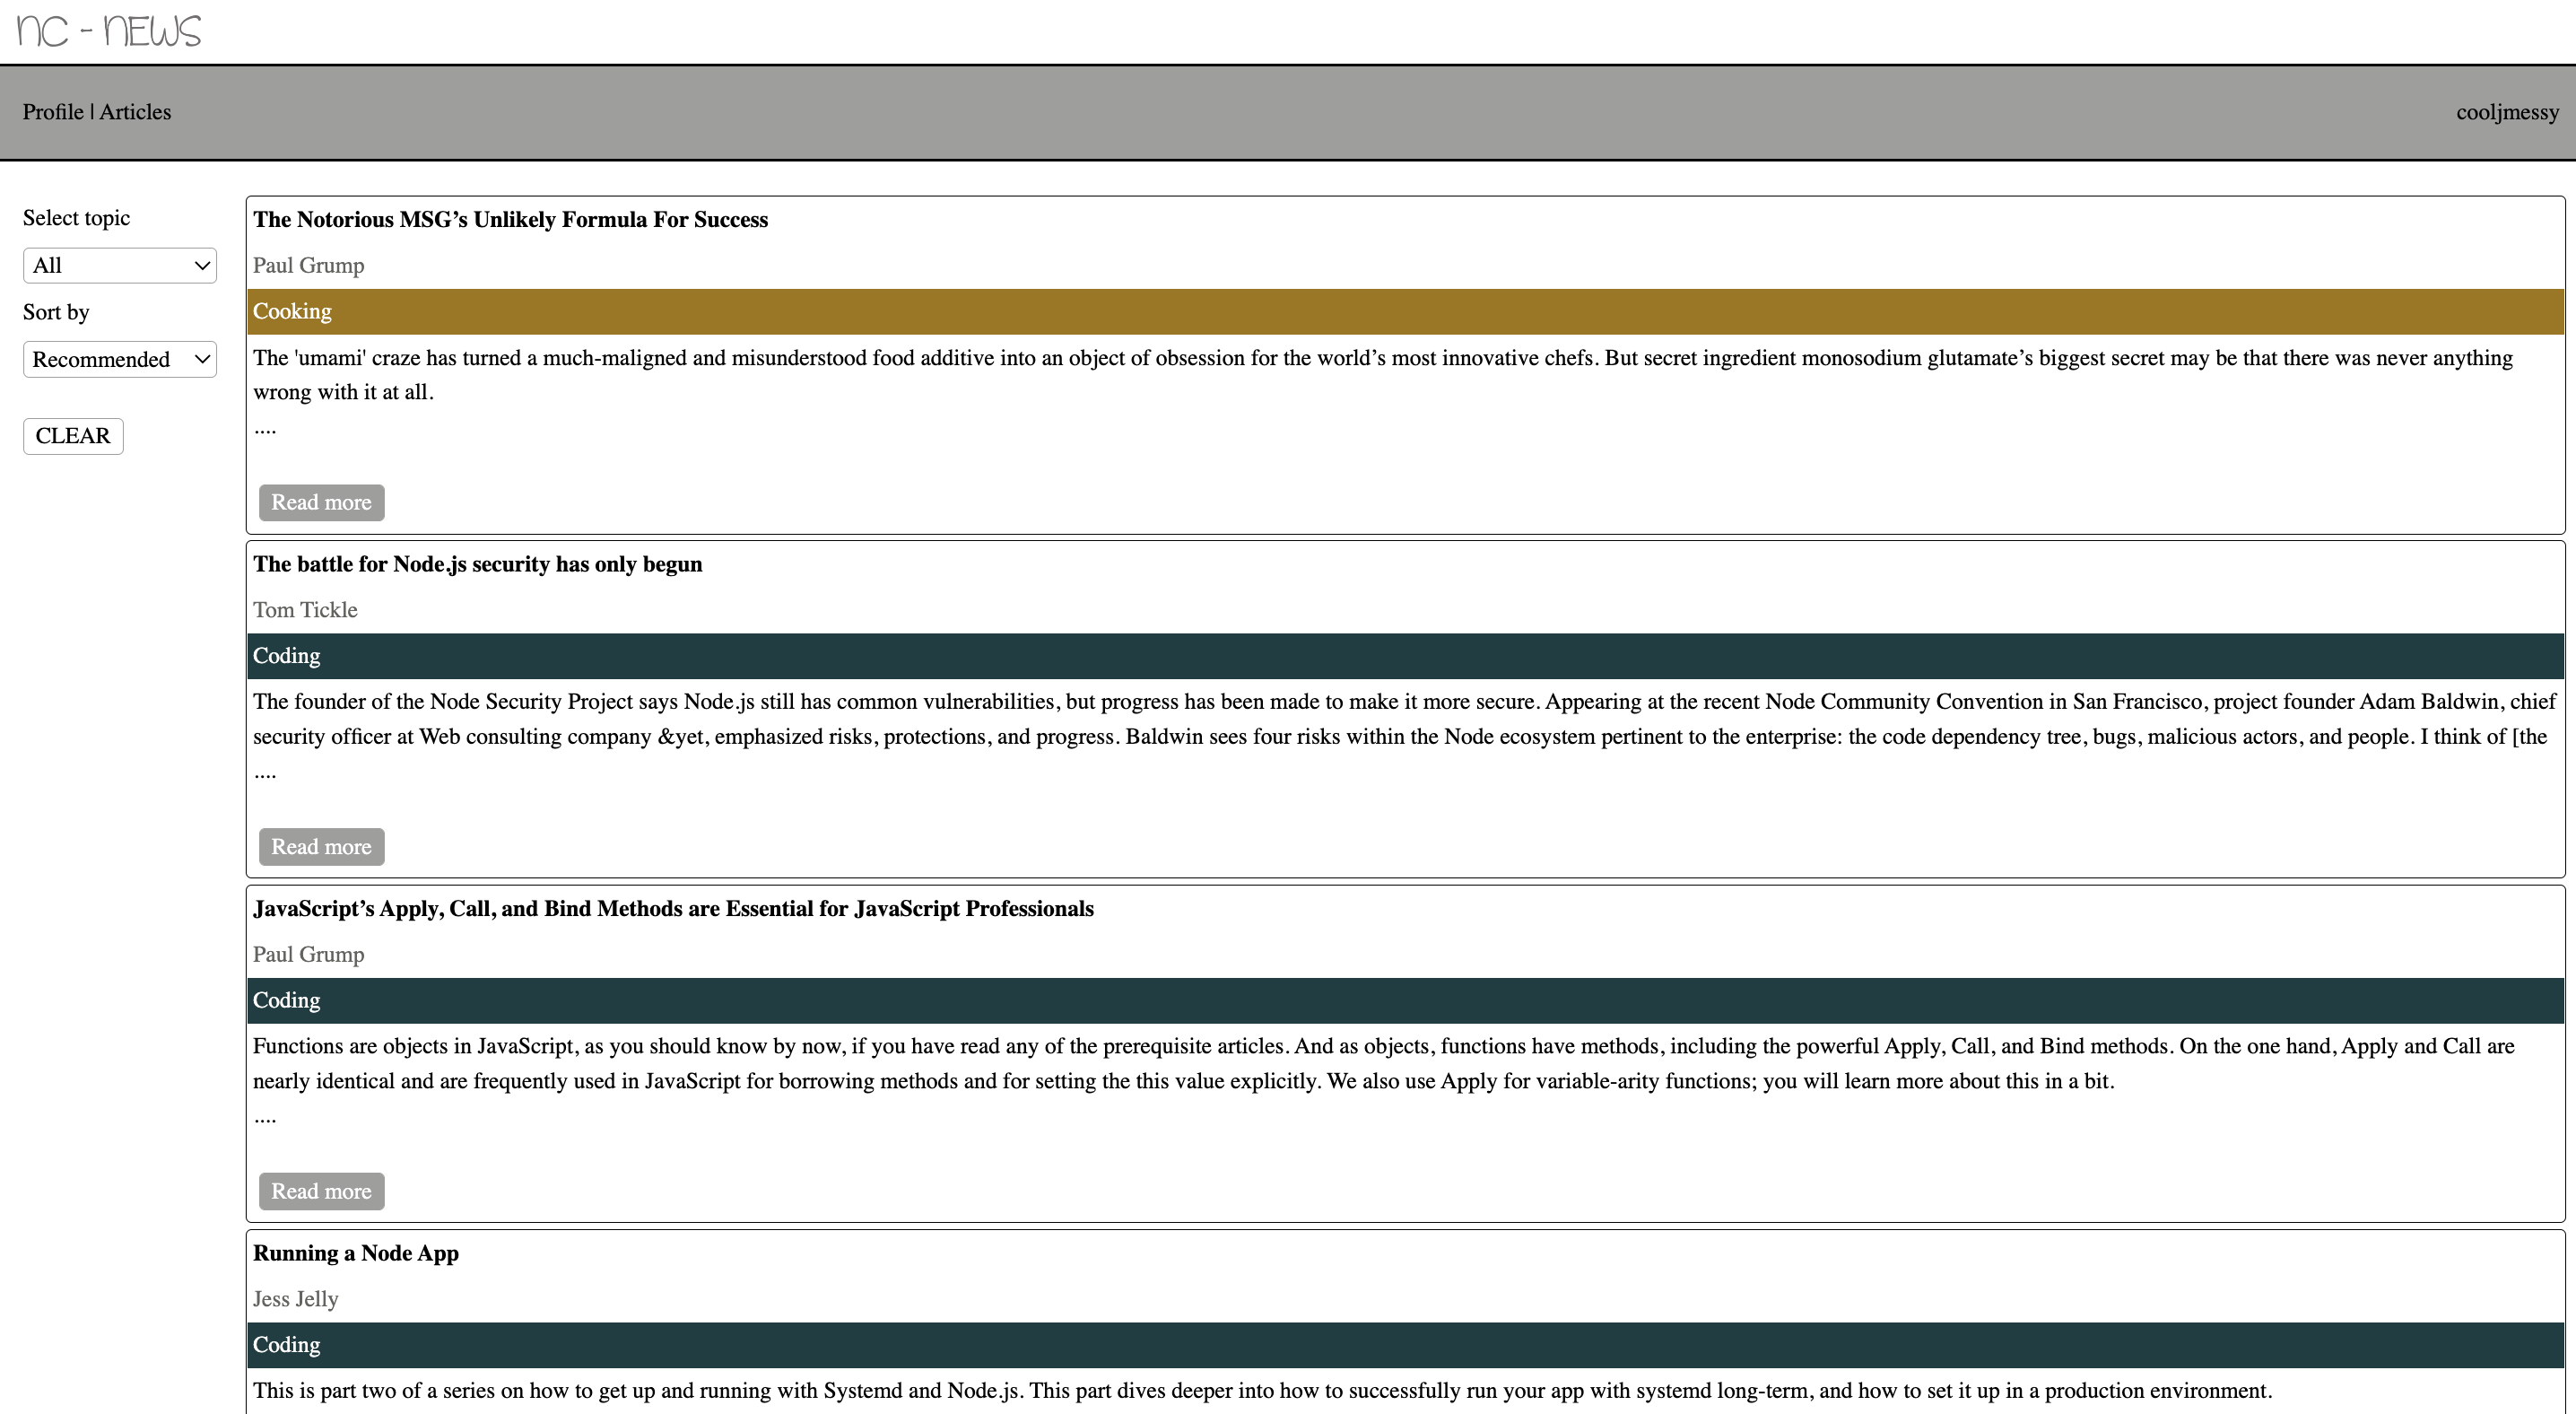 NC - NEWS
Profile | Articles
cooljmessy
Select topic
All
Sort by
Recommended
CLEAR
The Notorious MSG’s Unlikely Formula For Success
Paul Grump
Cooking
The 'umami' craze has turned a much-maligned and misunderstood food additive into an object of obsession for the world’s most innovative chefs. But secret ingredient monosodium glutamate’s biggest secret may be that there was never anything
wrong with it at all.
....
Read more
The battle for Node.js security has only begun
Tom Tickle
Coding
The founder of the Node Security Project says Node.js still has common vulnerabilities, but progress has been made to make it more secure. Appearing at the recent Node Community Convention in San Francisco, project founder Adam Baldwin, chief
security officer at Web consulting company &yet, emphasized risks, protections, and progress. Baldwin sees four risks within the Node ecosystem pertinent to the enterprise: the code dependency tree, bugs, malicious actors, and people. I think of [the
....
Read more
JavaScript’s Apply, Call, and Bind Methods are Essential for JavaScript Professionals
Paul Grump
Coding
Functions are objects in JavaScript, as you should know by now, if you have read any of the prerequisite articles. And as objects, functions have methods, including the powerful Apply, Call, and Bind methods. On the one hand, Apply and Call are
nearly identical and are frequently used in JavaScript for borrowing methods and for setting the this value explicitly. We also use Apply for variable-arity functions; you will learn more about this in a bit.
....
Read more
Running a Node App
Jess Jelly
Coding
This is part two of a series on how to get up and running with Systemd and Node.js. This part dives deeper into how to successfully run your app with systemd long-term, and how to set it up in a production environment.